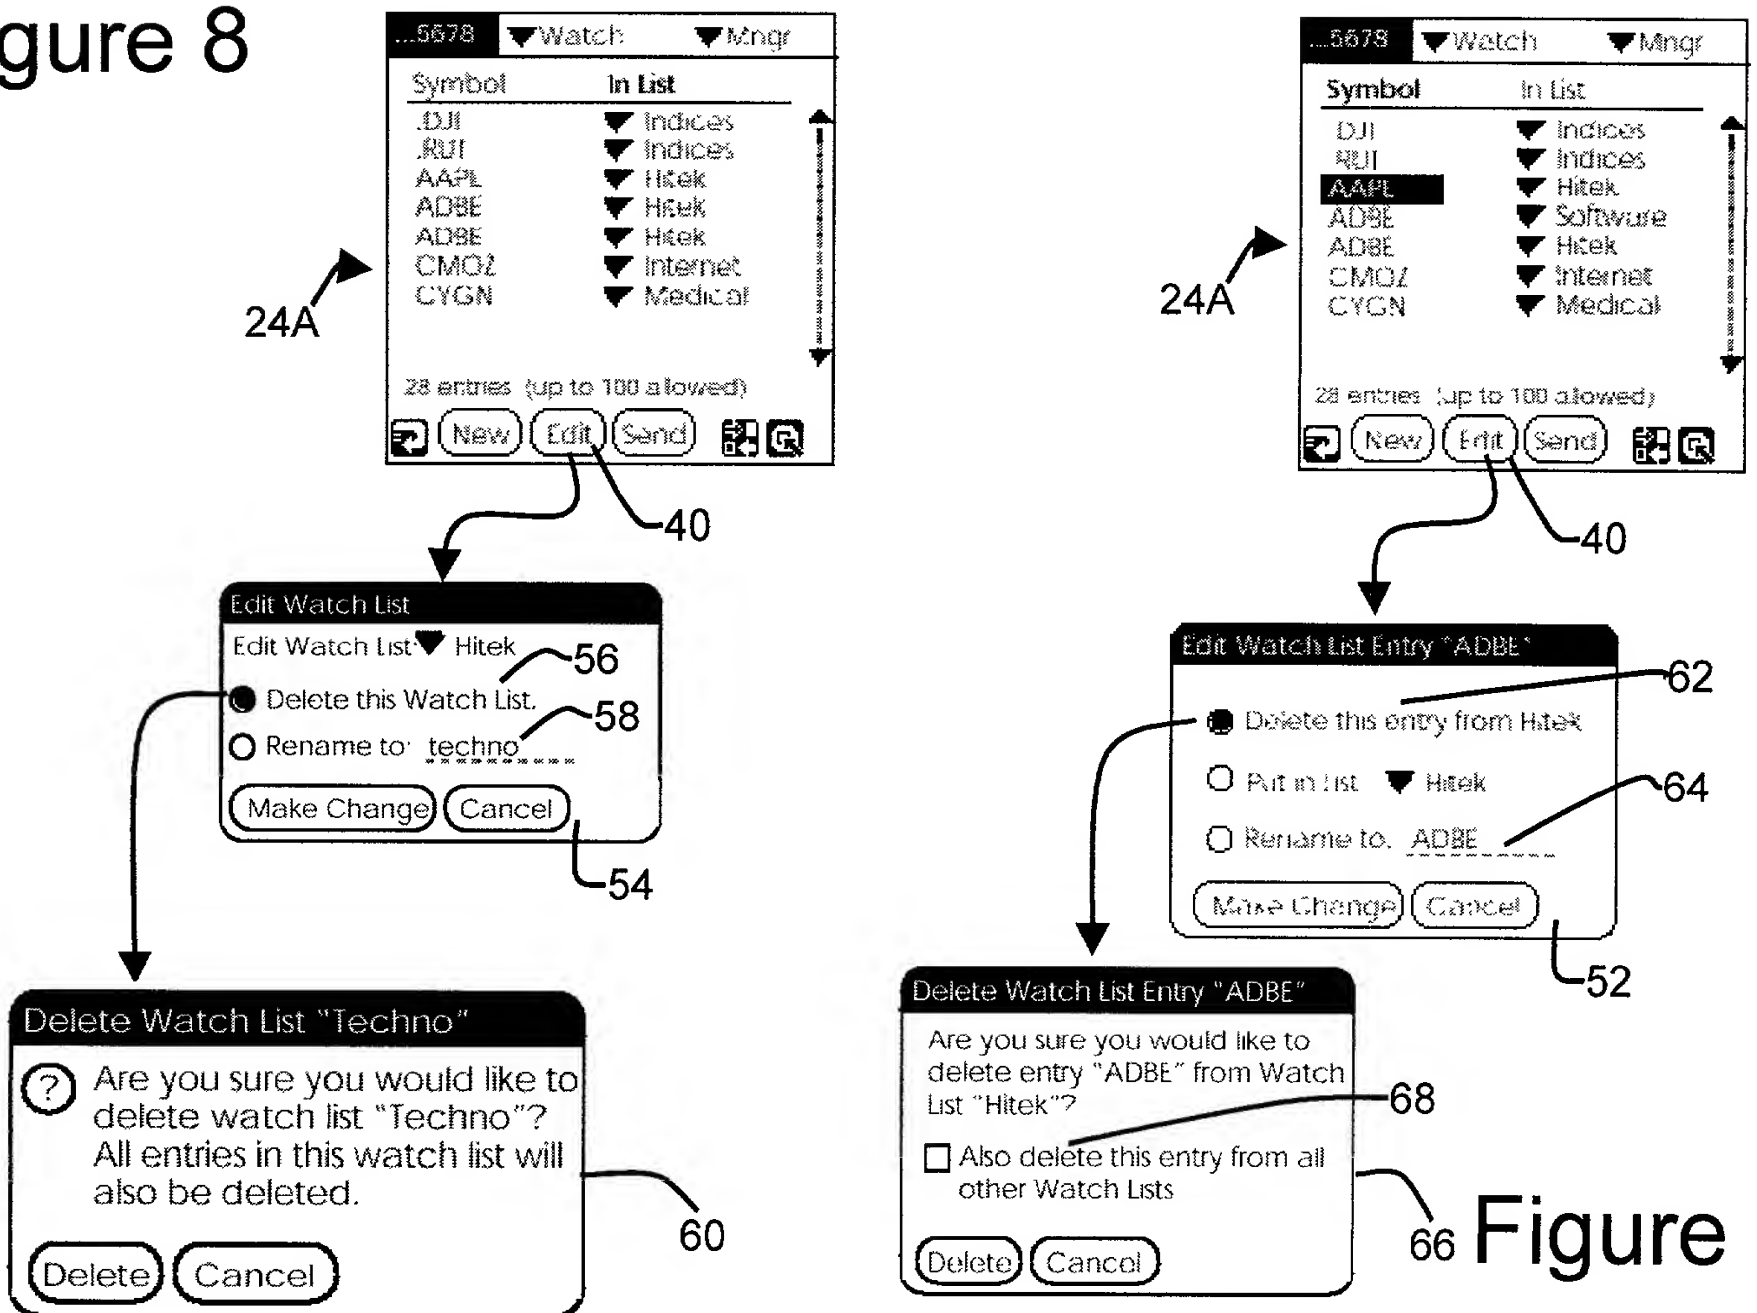 gure 8
...5678 Watch Mngr
Symbol In List
.DJI Indices
.RUI Indices
AAPL Hitek
ADBE Hitek
ADBE Hitek
CMOZ Internet
CYGN Medical
28 entries (up to 100 allowed)
New Edit Send
24A
40
Edit Watch List
Edit Watch List: Hitek
56
Delete this Watch List.
58
Rename to: techno
Make Change Cancel
54
Delete Watch List "Techno"
? Are you sure you would like to
delete watch list "Techno"?
All entries in this watch list will
also be deleted.
60
Delete Cancel
...5678 Watch Mngr
Symbol In List
DJI Indices
RUI Indices
AAPL Hitek
ADBE Software
ADBE Hitek
CMOZ Internet
CYGN Medical
28 entries (up to 100 allowed)
New Edit Send
24A
40
Edit Watch List Entry "ADBE"
62
Delete this entry from Hitek
Put in list Hitek
64
Rename to. ADBE
Make Change Cancel
52
Delete Watch List Entry "ADBE"
Are you sure you would like to
delete entry "ADBE" from Watch
List "Hitek"?
68
Also delete this entry from all
other Watch Lists
66
Delete Cancel
Figure